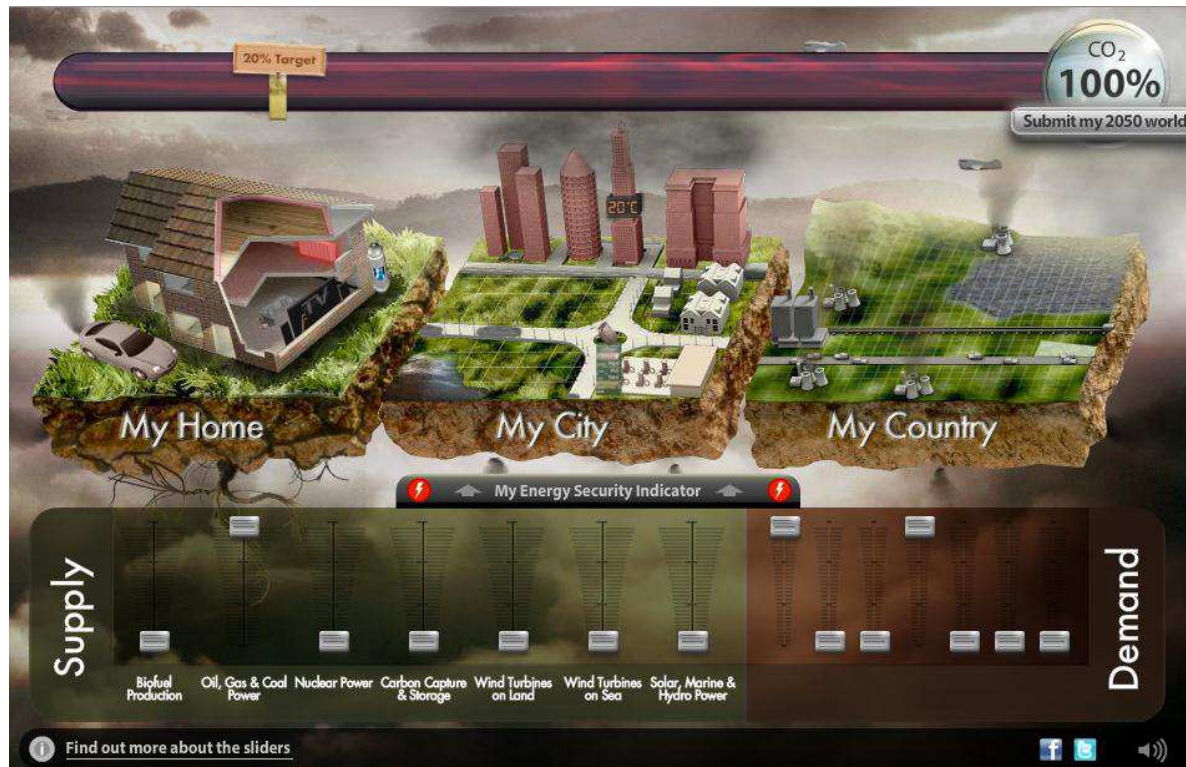 20% Target
CO₂
100%
Submit my 2050 world
20°C
TV
My Home
My City
My Country
My Energy Security Indicator
Supply
Demand
Biofuel
Production
Oil, Gas & Coal
Power
Nuclear Power
Carbon Capture
& Storage
Wind Turbines
on Land
Wind Turbines
on Sea
Solar, Marine &
Hydro Power
i
Find out more about the sliders
f